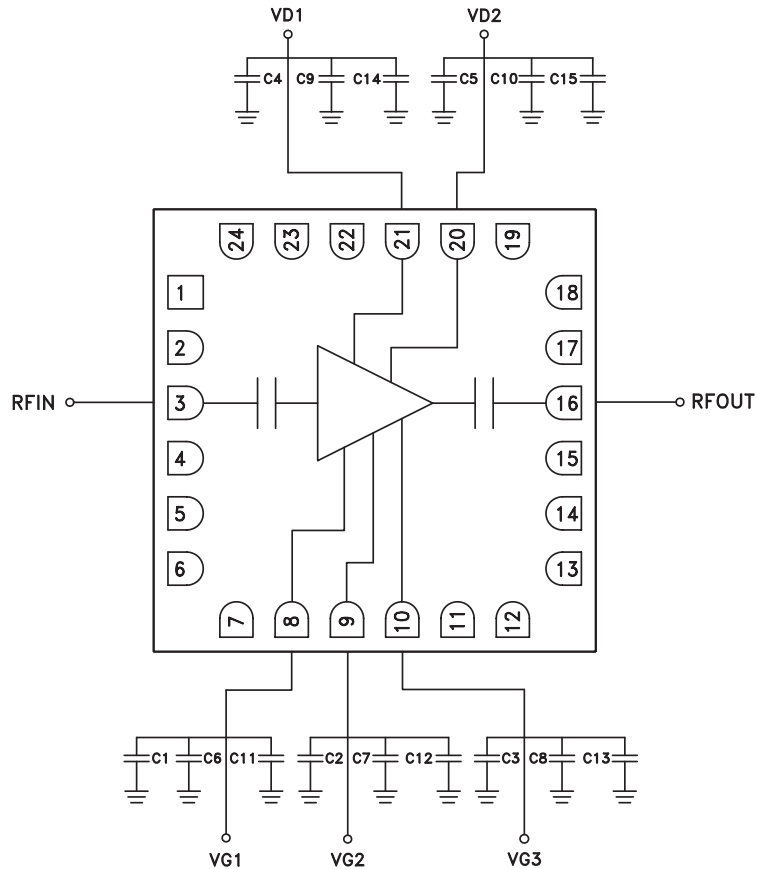 VD1 VD2
C4 C9 C14 C5 C10 C15
24 23 22 21 20 19
1 18
2 17
RFIN 3 16 RFOUT
4 15
5 14
6 13
7 8 9 10 11 12
C1 C6 C11 C2 C7 C12 C3 C8 C13
VG1 VG2 VG3